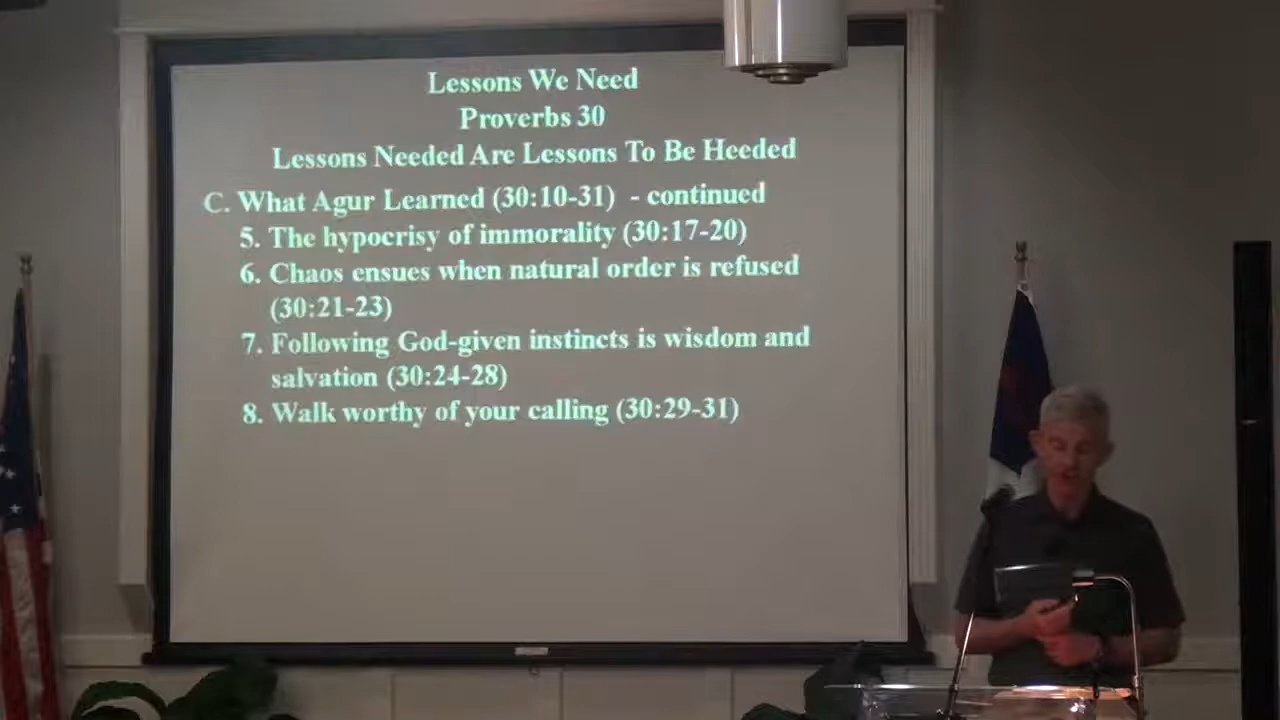 Lessons We Need
Proverbs 30
Lessons Needed Are Lessons To Be Heeded
C. What Agur Learned (30:10-31)  - continued
5. The hypocrisy of immorality (30:17-20)
6. Chaos ensues when natural order is refused
(30:21-23)
7. Following God-given instincts is wisdom and
salvation (30:24-28)
8. Walk worthy of your calling (30:29-31)